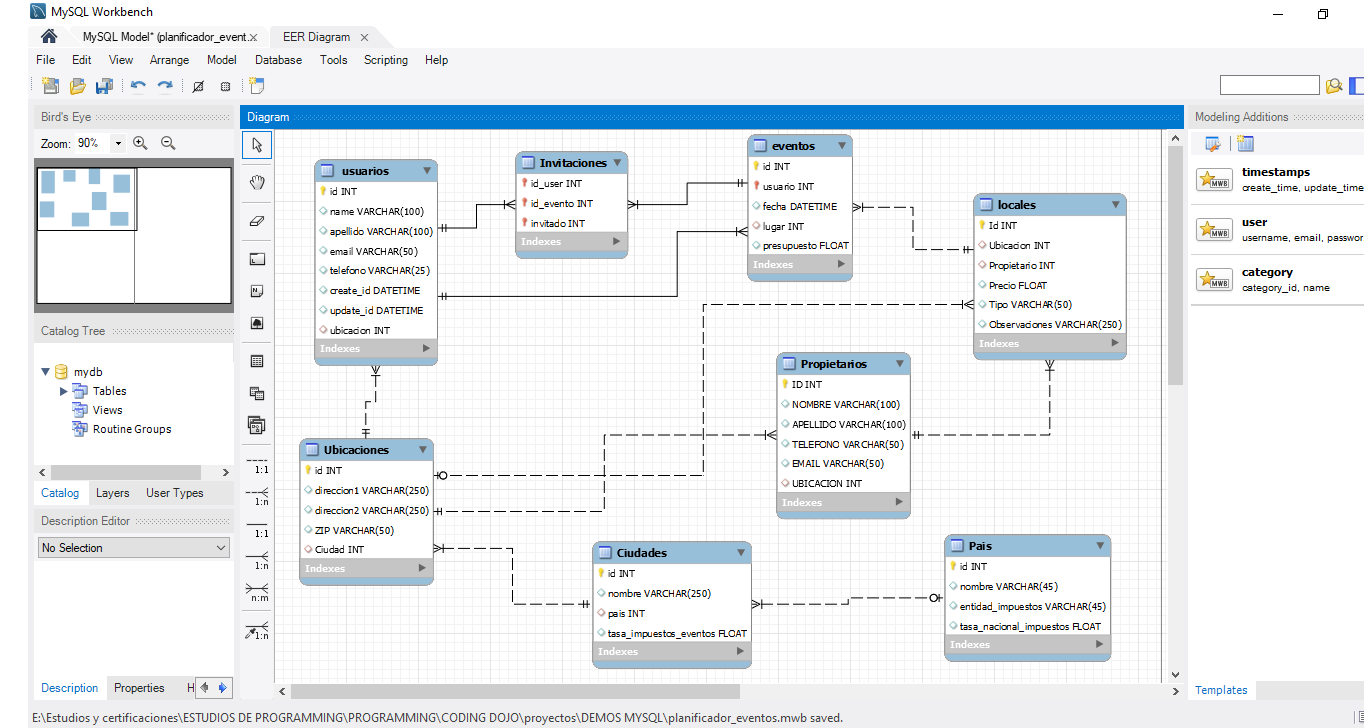 MySQL Workbench
MySQL Model* (planificador_event.x
EER Diagram
File Edit View Arrange Model Database Tools Scripting Help
Bird's Eye
Zoom: 90%
Catalog Tree
mydb
Tables
Views
Routine Groups
Catalog Layers User Types
Description Editor
No Selection
Description Properties H
Diagram
1:1
1:n
1:1
1:n
n:m
1:n
usuarios
id INT
name VARCHAR(100)
apellido VARCHAR(100)
email VARCHAR(50)
telefono VARCHAR(25)
create_id DATETIME
update_id DATETIME
ubicacion INT
Indexes
Invitaciones
id_user INT
id_evento INT
invitado INT
Indexes
eventos
id INT
usuario INT
fecha DATETIME
lugar INT
presupuesto FLOAT
Indexes
locales
Id INT
Ubicacion INT
Propietario INT
Precio FLOAT
Tipo VARCHAR(50)
Observaciones VARCHAR(250)
Indexes
Propietarios
ID INT
NOMBRE VARCHAR(100)
APELLIDO VARCHAR(100)
TELEFONO VARCHAR(50)
EMAIL VARCHAR(50)
UBICACION INT
Indexes
Ubicaciones
id INT
direccion1 VARCHAR(250)
direccion2 VARCHAR(250)
ZIP VARCHAR(50)
Ciudad INT
Indexes
Ciudades
id INT
nombre VARCHAR(250)
pais INT
tasa_impuestos_eventos FLOAT
Indexes
Pais
id INT
nombre VARCHAR(45)
entidad_impuestos VARCHAR(45)
tasa_nacional_impuestos FLOAT
Indexes
Modeling Additions
MWB
timestamps
create_time, update_time
MWB
user
username, email, passwor
MWB
category
category_id, name
Templates
E:\Estudios y certificaciones\ESTUDIOS DE PROGRAMMING\PROGRAMMING\CODING DOJO\proyectos\DEMOS MYSQL\planificador_eventos.mwb saved.